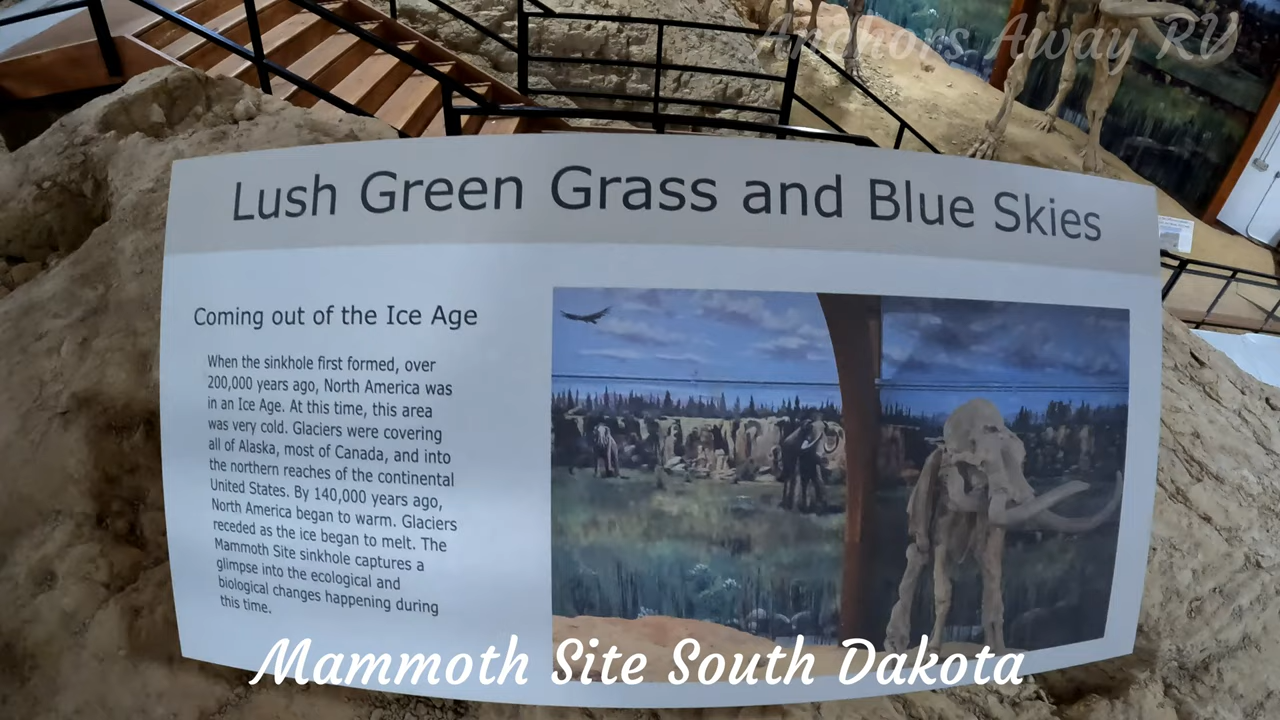 Anchors Away RV
Lush Green Grass and Blue Skies
Coming out of the Ice Age
When the sinkhole first formed, over
200,000 years ago, North America was
in an Ice Age. At this time, this area
was very cold. Glaciers were covering
all of Alaska, most of Canada, and into
the northern reaches of the continental
United States. By 140,000 years ago,
North America began to warm. Glaciers
receded as the ice began to melt. The
Mammoth Site sinkhole captures a
glimpse into the ecological and
biological changes happening during
this time.
Mammoth Site South Dakota